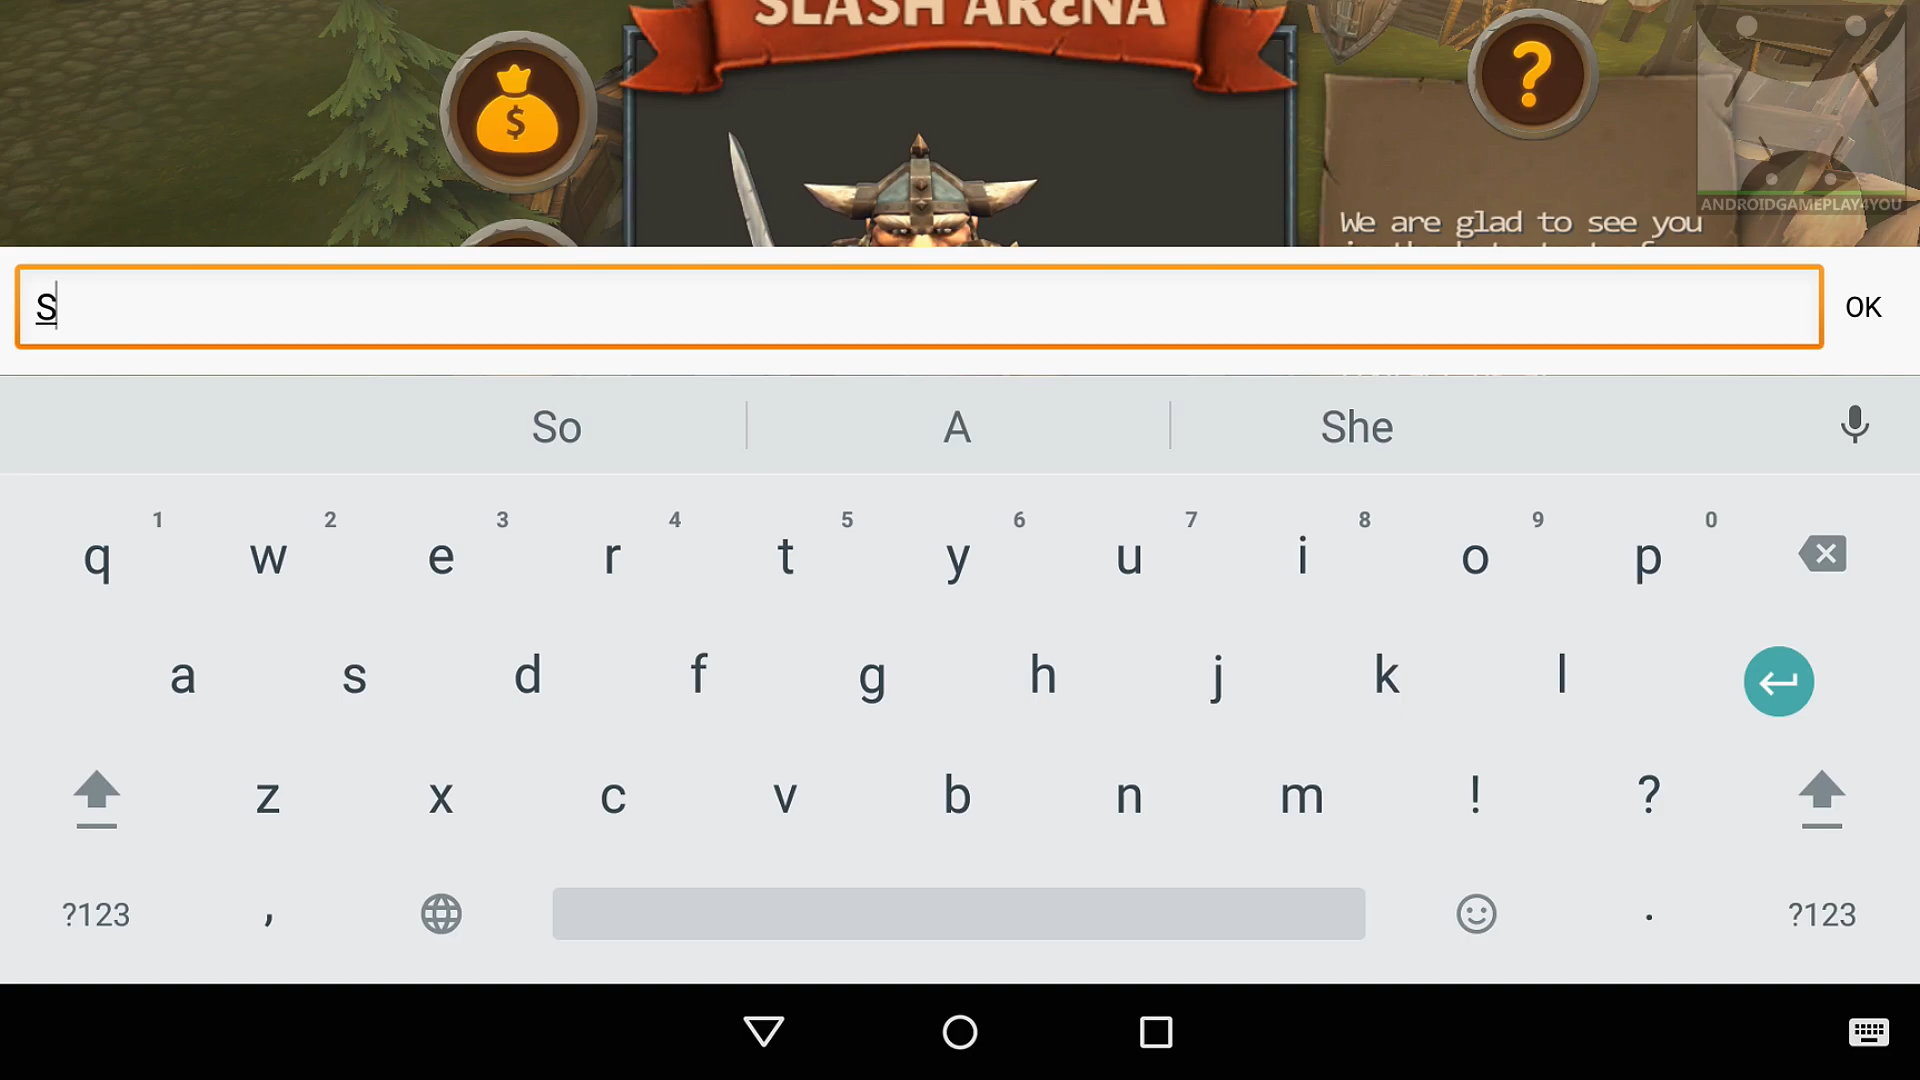 SLASH ARENA
$
?
ANDROIDGAMEPLAY4YOU
We are glad to see you
S
OK
So A She
1 2 3 4 5 6 7 8 9 0
q w e r t y u i o p
a s d f g h j k l
z x c v b n m ! ?
?123 , . ?123